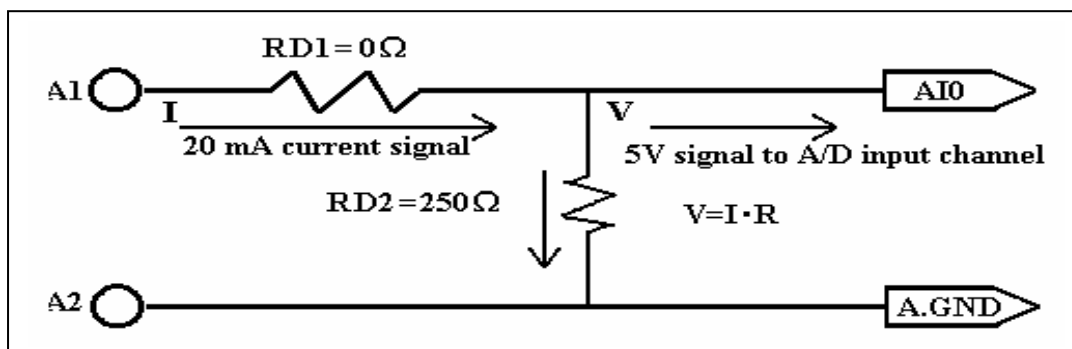 RD1=0Ω
A1
AI0
I
V
20 mA current signal
5V signal to A/D input channel
RD2=250Ω
V=I·R
A2
A.GND